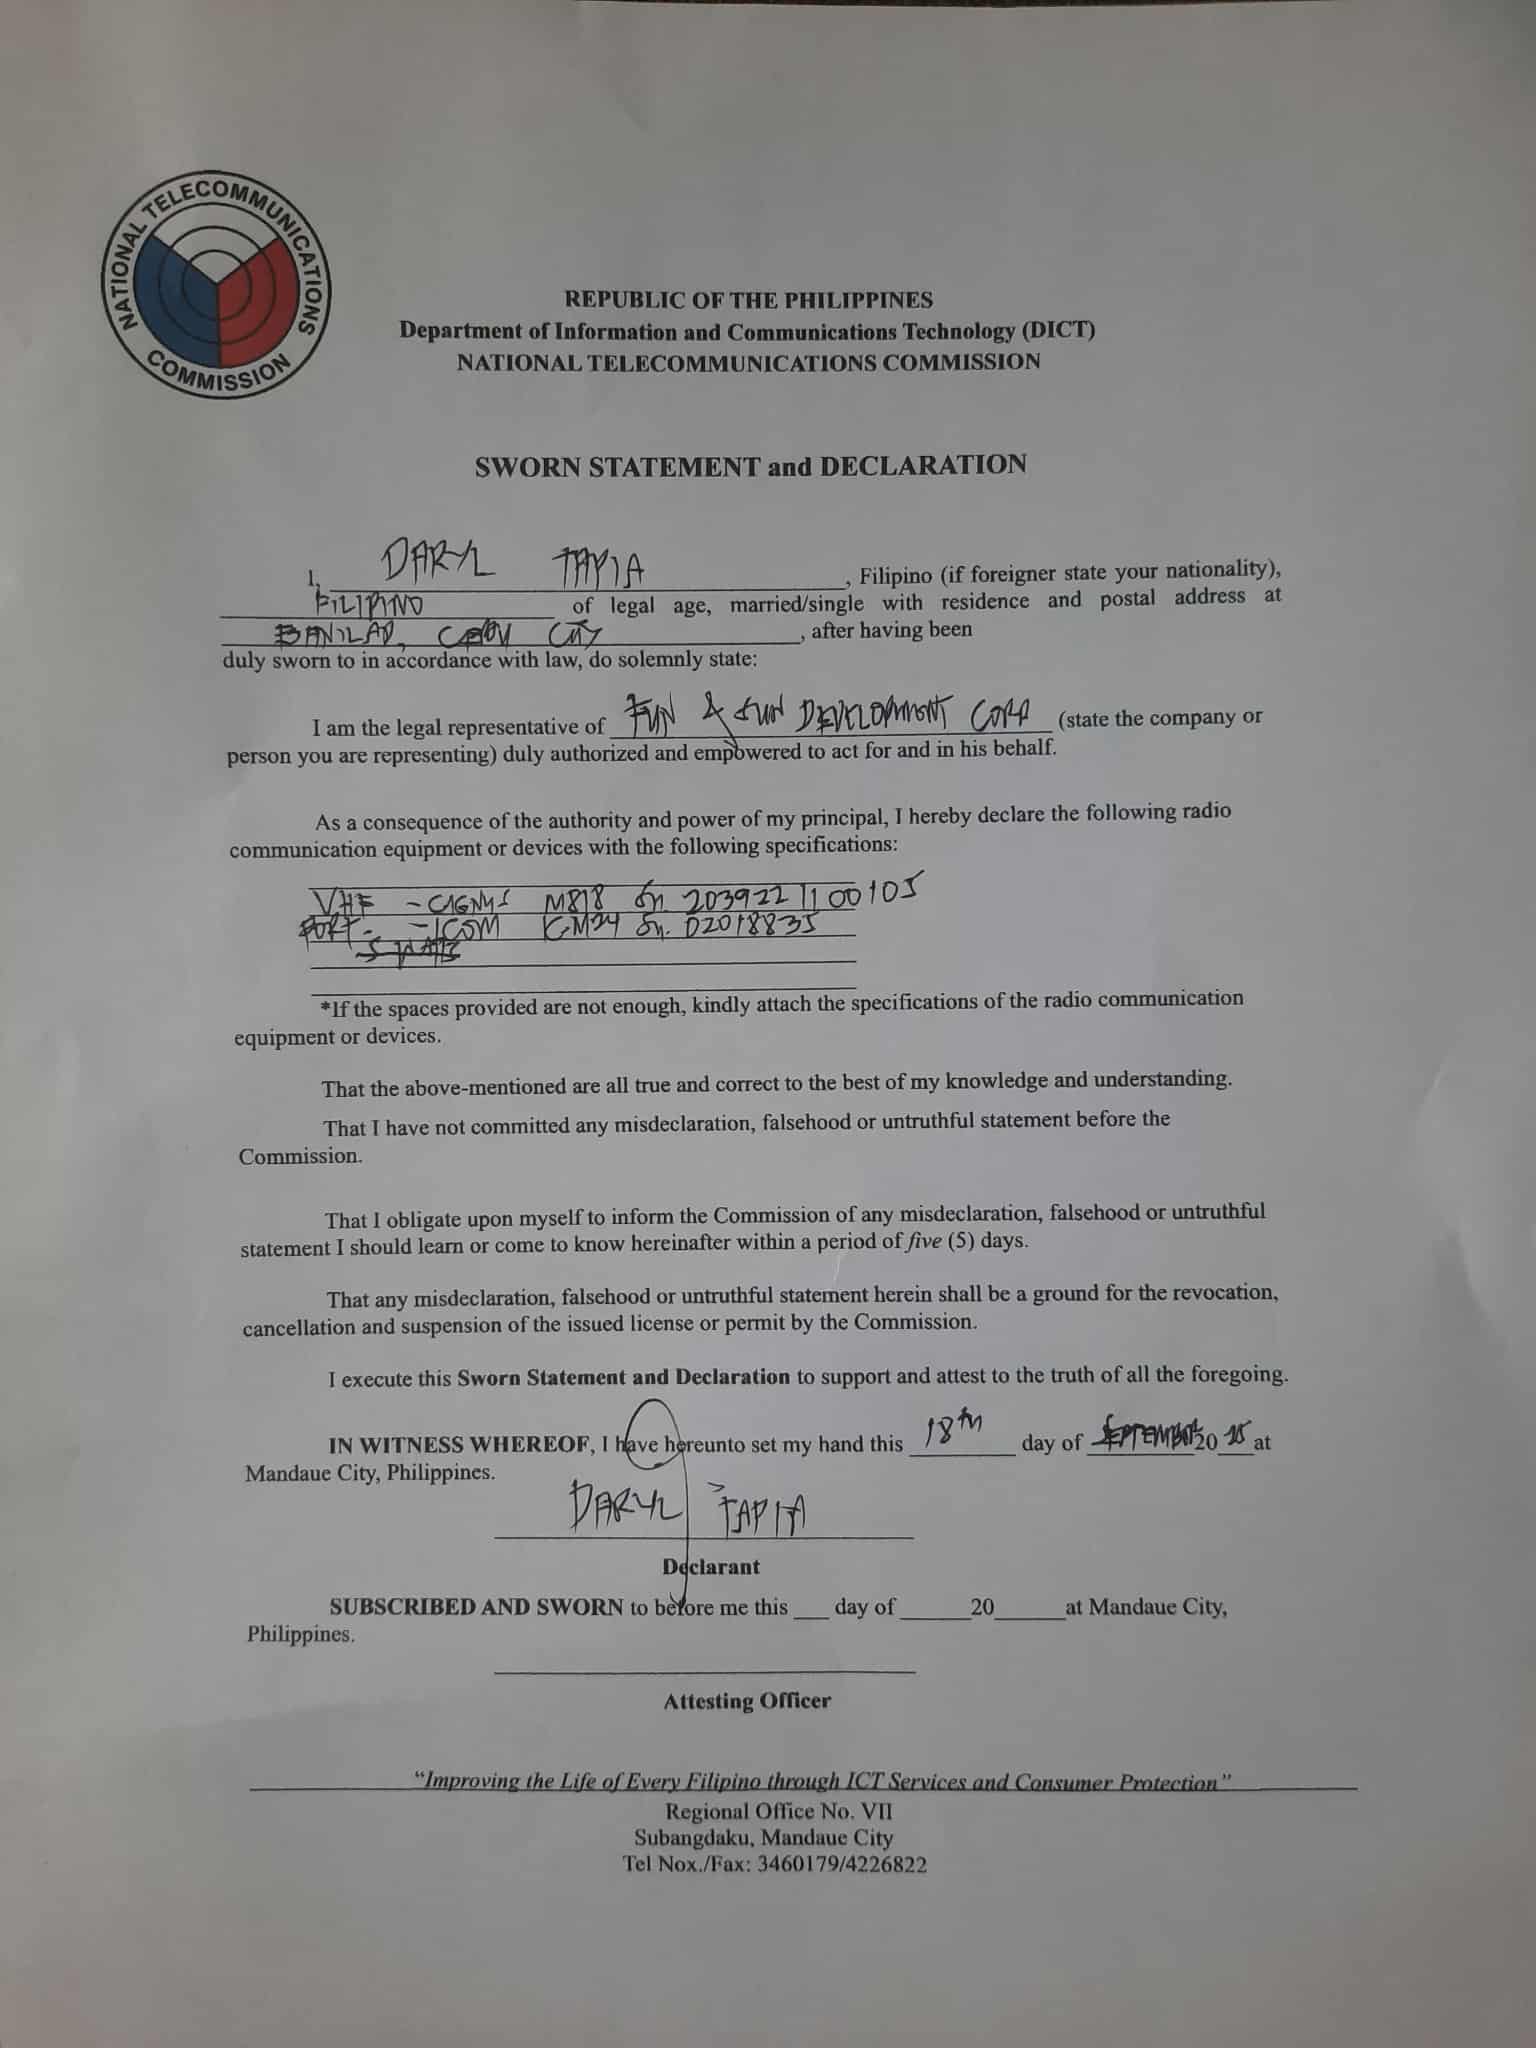 NATIONAL TELECOMMUNICATIONS
COMMISSION
REPUBLIC OF THE PHILIPPINES
Department of Information and Communications Technology (DICT)
NATIONAL TELECOMMUNICATIONS COMMISSION
SWORN STATEMENT and DECLARATION
I, DARYL TAPIA, Filipino (if foreigner state your nationality),
FILIPINO of legal age, married/single with residence and postal address at
BANILAD, CEBU CITY, after having been
duly sworn to in accordance with law, do solemnly state:
I am the legal representative of FUN & SUN DEVELOPMENT CORP (state the company or
person you are representing) duly authorized and empowered to act for and in his behalf.
As a consequence of the authority and power of my principal, I hereby declare the following radio
communication equipment or devices with the following specifications:
VHF - CIGNUS M818 Sn. 203922 1100105
PORT. - ICOM GM24 Sn. 02018835
*If the spaces provided are not enough, kindly attach the specifications of the radio communication
equipment or devices.
That the above-mentioned are all true and correct to the best of my knowledge and understanding.
That I have not committed any misdeclaration, falsehood or untruthful statement before the
Commission.
That I obligate upon myself to inform the Commission of any misdeclaration, falsehood or untruthful
statement I should learn or come to know hereinafter within a period of five (5) days.
That any misdeclaration, falsehood or untruthful statement herein shall be a ground for the revocation,
cancellation and suspension of the issued license or permit by the Commission.
I execute this Sworn Statement and Declaration to support and attest to the truth of all the foregoing.
IN WITNESS WHEREOF, I have hereunto set my hand this 18th day of SEPTEMBER 20 25 at
Mandaue City, Philippines.
DARYL TAPIA
Declarant
SUBSCRIBED AND SWORN to before me this ___ day of ______20______at Mandaue City,
Philippines.
Attesting Officer
“Improving the Life of Every Filipino through ICT Services and Consumer Protection”
Regional Office No. VII
Subangdaku, Mandaue City
Tel Nox./Fax: 3460179/4226822